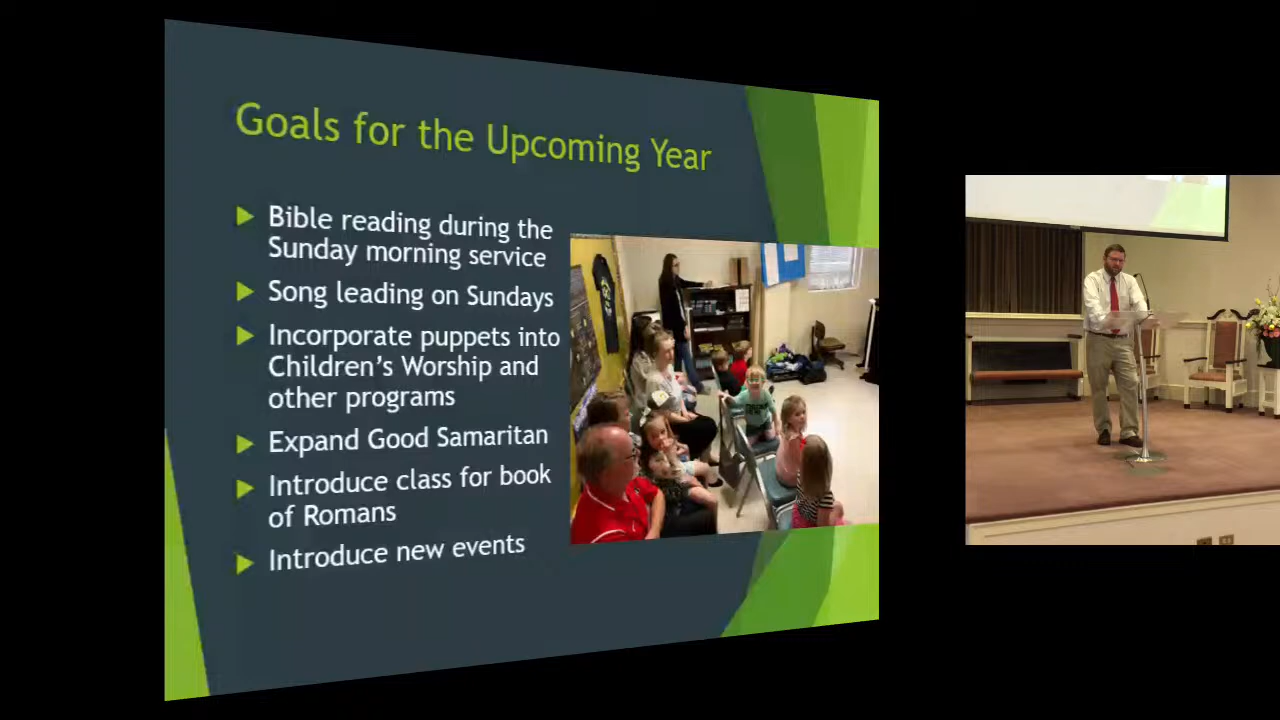 Goals for the Upcoming Year
Bible reading during the
Sunday morning service
Song leading on Sundays
Incorporate puppets into
Children's Worship and
other programs
Expand Good Samaritan
Introduce class for book
of Romans
Introduce new events